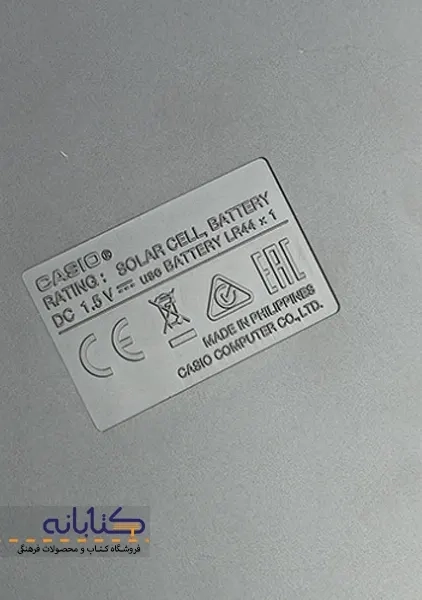 CASIO®
RATING: SOLAR CELL, BATTERY
DC 1.5 V⎓ USE BATTERY LR44 x 1
CE
EAC
MADE IN PHILIPPINES
CASIO COMPUTER CO., LTD.
کتابانه
فروشگاه کتاب و محصولات فرهنگی